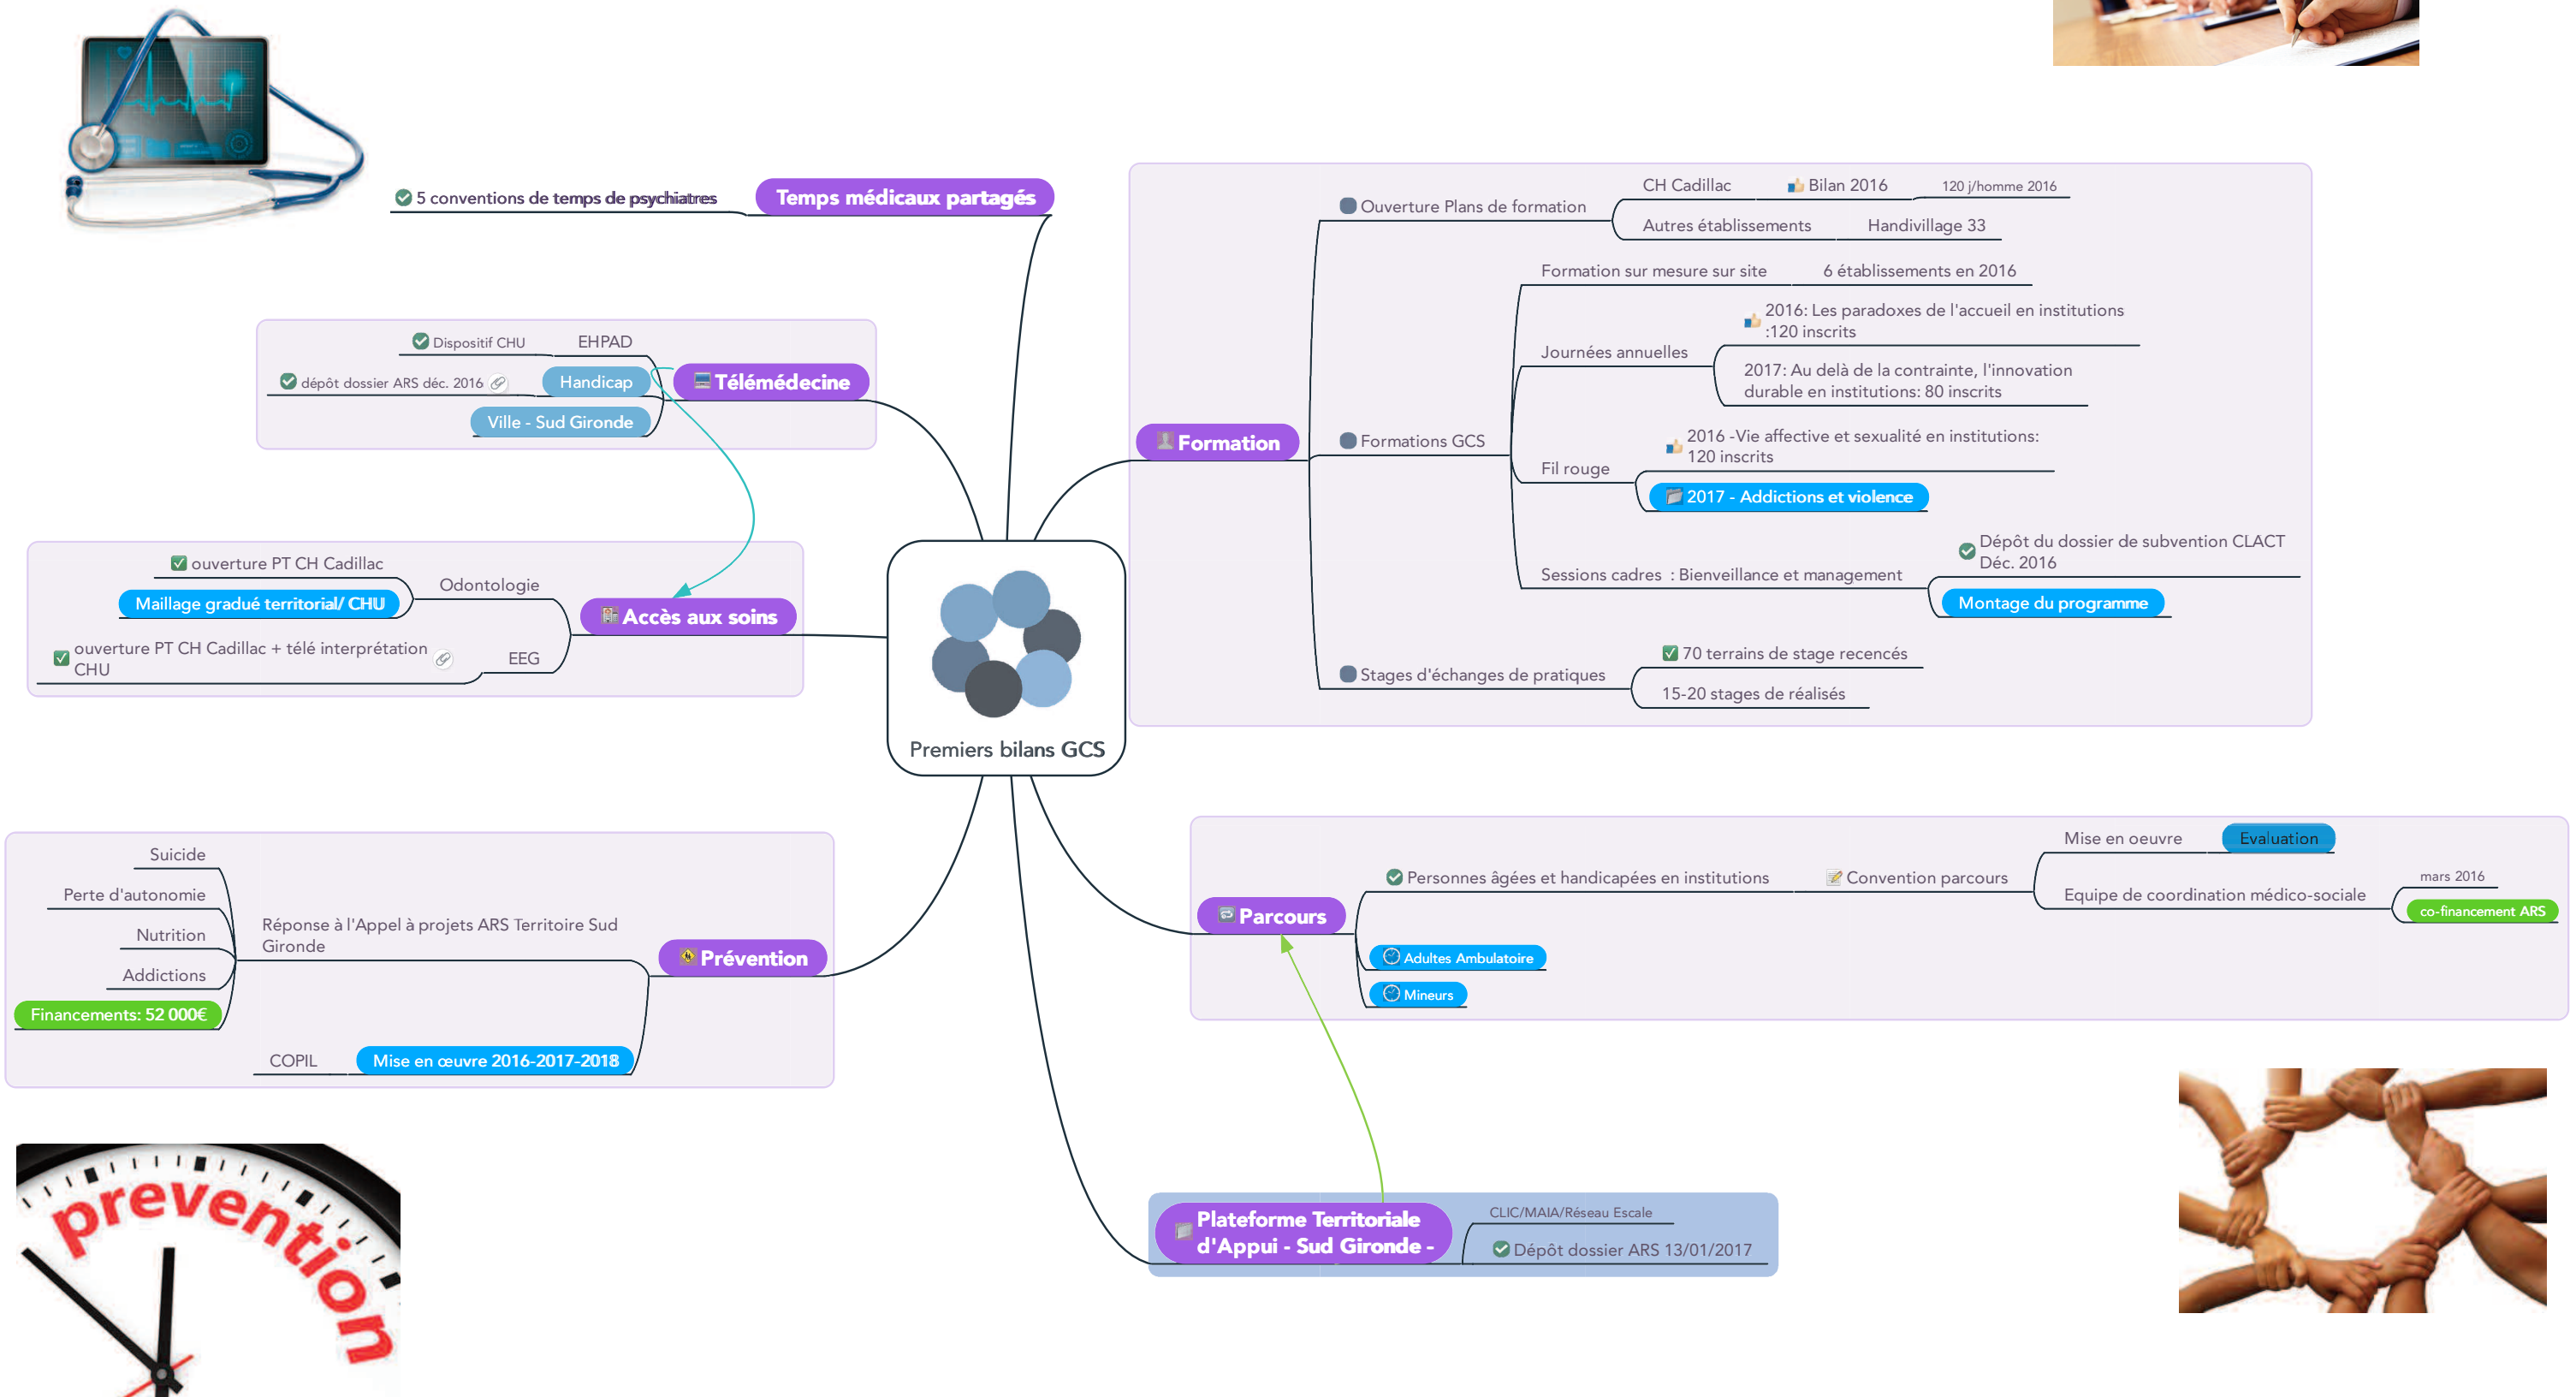 5 conventions de temps de psychiatres
Temps médicaux partagés
Dispositif CHU
EHPAD
dépôt dossier ARS déc. 2016
Handicap
Télémédecine
Ville - Sud Gironde
ouverture PT CH Cadillac
Odontologie
Maillage gradué territorial/ CHU
Accès aux soins
ouverture PT CH Cadillac + télé interprétation
CHU
EEG
Premiers bilans GCS
Suicide
Perte d'autonomie
Nutrition
Addictions
Financements: 52 000€
Réponse à l'Appel à projets ARS Territoire Sud
Gironde
Prévention
COPIL
Mise en œuvre 2016-2017-2018
prevention
Formation
Ouverture Plans de formation
CH Cadillac
Bilan 2016
120 j/homme 2016
Autres établissements
Handivillage 33
Formations GCS
Formation sur mesure sur site
6 établissements en 2016
Journées annuelles
2016: Les paradoxes de l'accueil en institutions
:120 inscrits
2017: Au delà de la contrainte, l'innovation
durable en institutions: 80 inscrits
Fil rouge
2016 -Vie affective et sexualité en institutions:
120 inscrits
2017 - Addictions et violence
Sessions cadres : Bienveillance et management
Dépôt du dossier de subvention CLACT
Déc. 2016
Montage du programme
Stages d'échanges de pratiques
70 terrains de stage recencés
15-20 stages de réalisés
Parcours
Personnes âgées et handicapées en institutions
Convention parcours
Mise en oeuvre
Evaluation
Equipe de coordination médico-sociale
mars 2016
co-financement ARS
Adultes Ambulatoire
Mineurs
Plateforme Territoriale
d'Appui - Sud Gironde -
CLIC/MAIA/Réseau Escale
Dépôt dossier ARS 13/01/2017